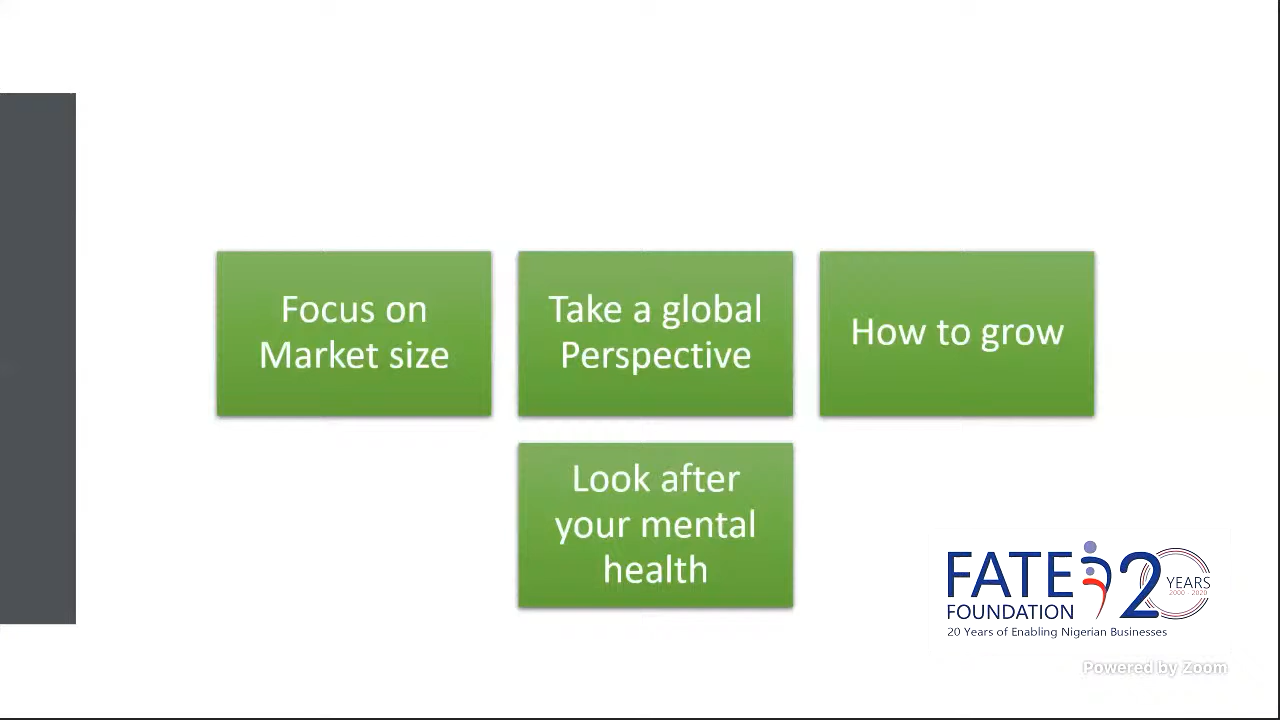 Focus on
Market size
Take a global
Perspective
How to grow
Look after
your mental
health
FATE
FOUNDATION
20 YEARS
2000 - 2020
20 Years of Enabling Nigerian Businesses
Powered by Zoom